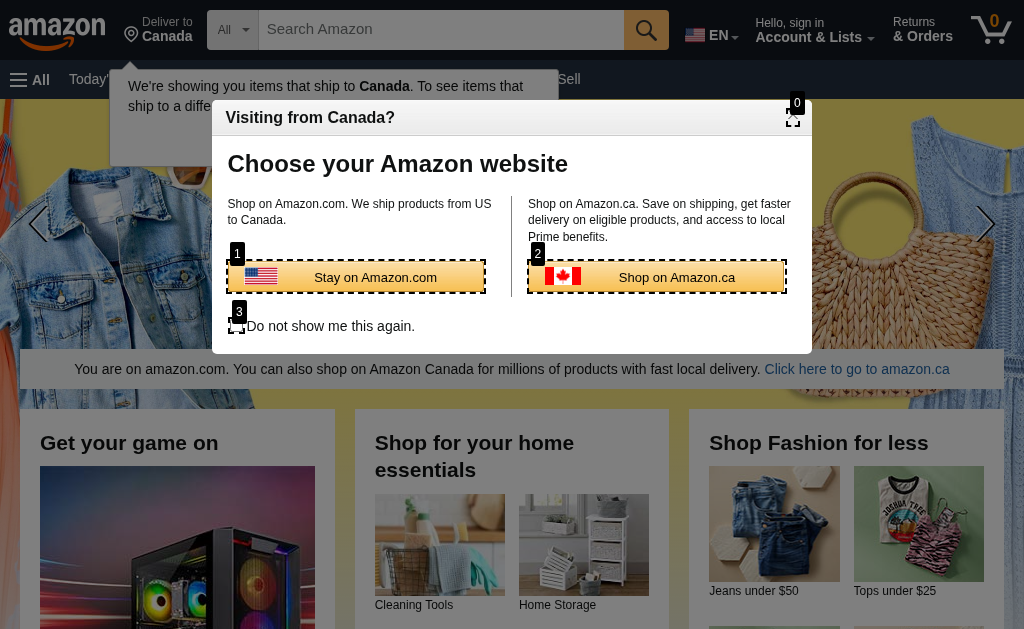 amazon
Deliver to
Canada
All
Search Amazon
EN
Hello, sign in
Account & Lists
Returns
& Orders
0
All
Today'
Sell
We're showing you items that ship to Canada. To see items that
ship to a diffe
0
Visiting from Canada?
Choose your Amazon website
Shop on Amazon.com. We ship products from US
to Canada.
1
Stay on Amazon.com
Shop on Amazon.ca. Save on shipping, get faster
delivery on eligible products, and access to local
Prime benefits.
2
Shop on Amazon.ca
3
Do not show me this again.
You are on amazon.com. You can also shop on Amazon Canada for millions of products with fast local delivery. Click here to go to amazon.ca
Get your game on
Shop for your home
essentials
Cleaning Tools
Home Storage
Shop Fashion for less
JOSHUA TREE
Jeans under $50
Tops under $25